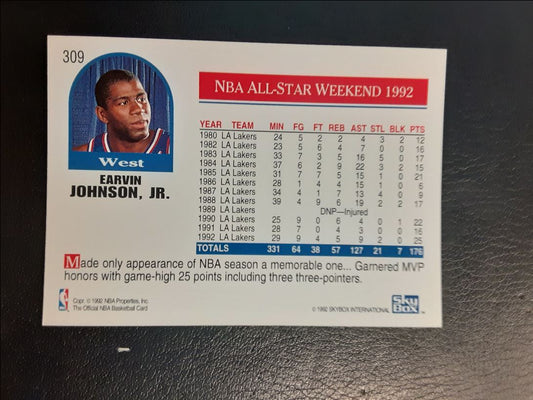 309
NBA ALL-STAR WEEKEND 1992
West
EARVIN
JOHNSON, JR.
YEAR TEAM MIN FG FT REB AST STL BLK PTS
1980 LA Lakers 24 5 2 2 4 3 2 12
1982 LA Lakers 23 5 6 4 7 0 0 16
1983 LA Lakers 33 7 3 5 16 5 0 17
1984 LA Lakers 37 6 2 9 22 3 2 15
1985 LA Lakers 31 7 7 5 15 1 0 21
1986 LA Lakers 28 1 4 4 15 1 0 6
1987 LA Lakers 34 4 1 7 13 4 0 9
1988 LA Lakers 39 4 9 6 19 2 2 17
1989 LA Lakers DNP—Injured
1990 LA Lakers 25 9 0 6 4 0 1 22
1991 LA Lakers 28 7 0 4 3 0 0 16
1992 LA Lakers 29 9 4 5 9 2 0 25
TOTALS 331 64 38 57 127 21 7 176
Made only appearance of NBA season a memorable one... Garnered MVP
honors with game-high 25 points including three three-pointers.
Copr. © 1992 NBA Properties, Inc.
The Official NBA Basketball Card
© 1992 SKYBOX INTERNATIONAL
SkyBox